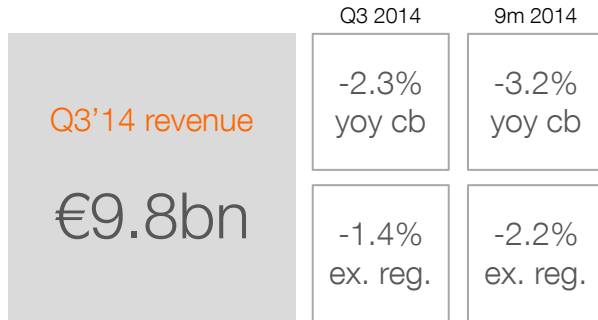 Q3 2014
9m 2014
Q3’14 revenue
€9.8bn
-2.3%
yoy cb
-3.2%
yoy cb
-1.4%
ex. reg.
-2.2%
ex. reg.